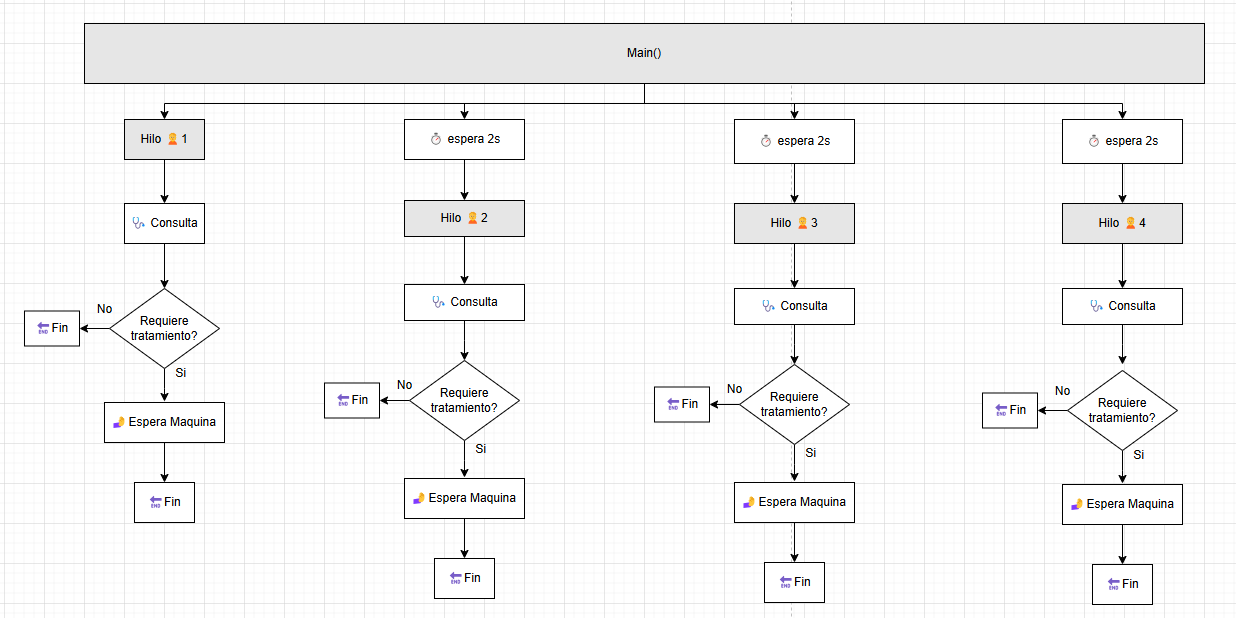 Main()
Hilo 1
Consulta
Requiere
tratamiento?
No
Fin
Si
Espera Maquina
Fin
espera 2s
Hilo 2
Consulta
Requiere
tratamiento?
No
Fin
Si
Espera Maquina
Fin
espera 2s
Hilo 3
Consulta
Requiere
tratamiento?
No
Fin
Si
Espera Maquina
Fin
espera 2s
Hilo 4
Consulta
Requiere
tratamiento?
No
Fin
Si
Espera Maquina
Fin